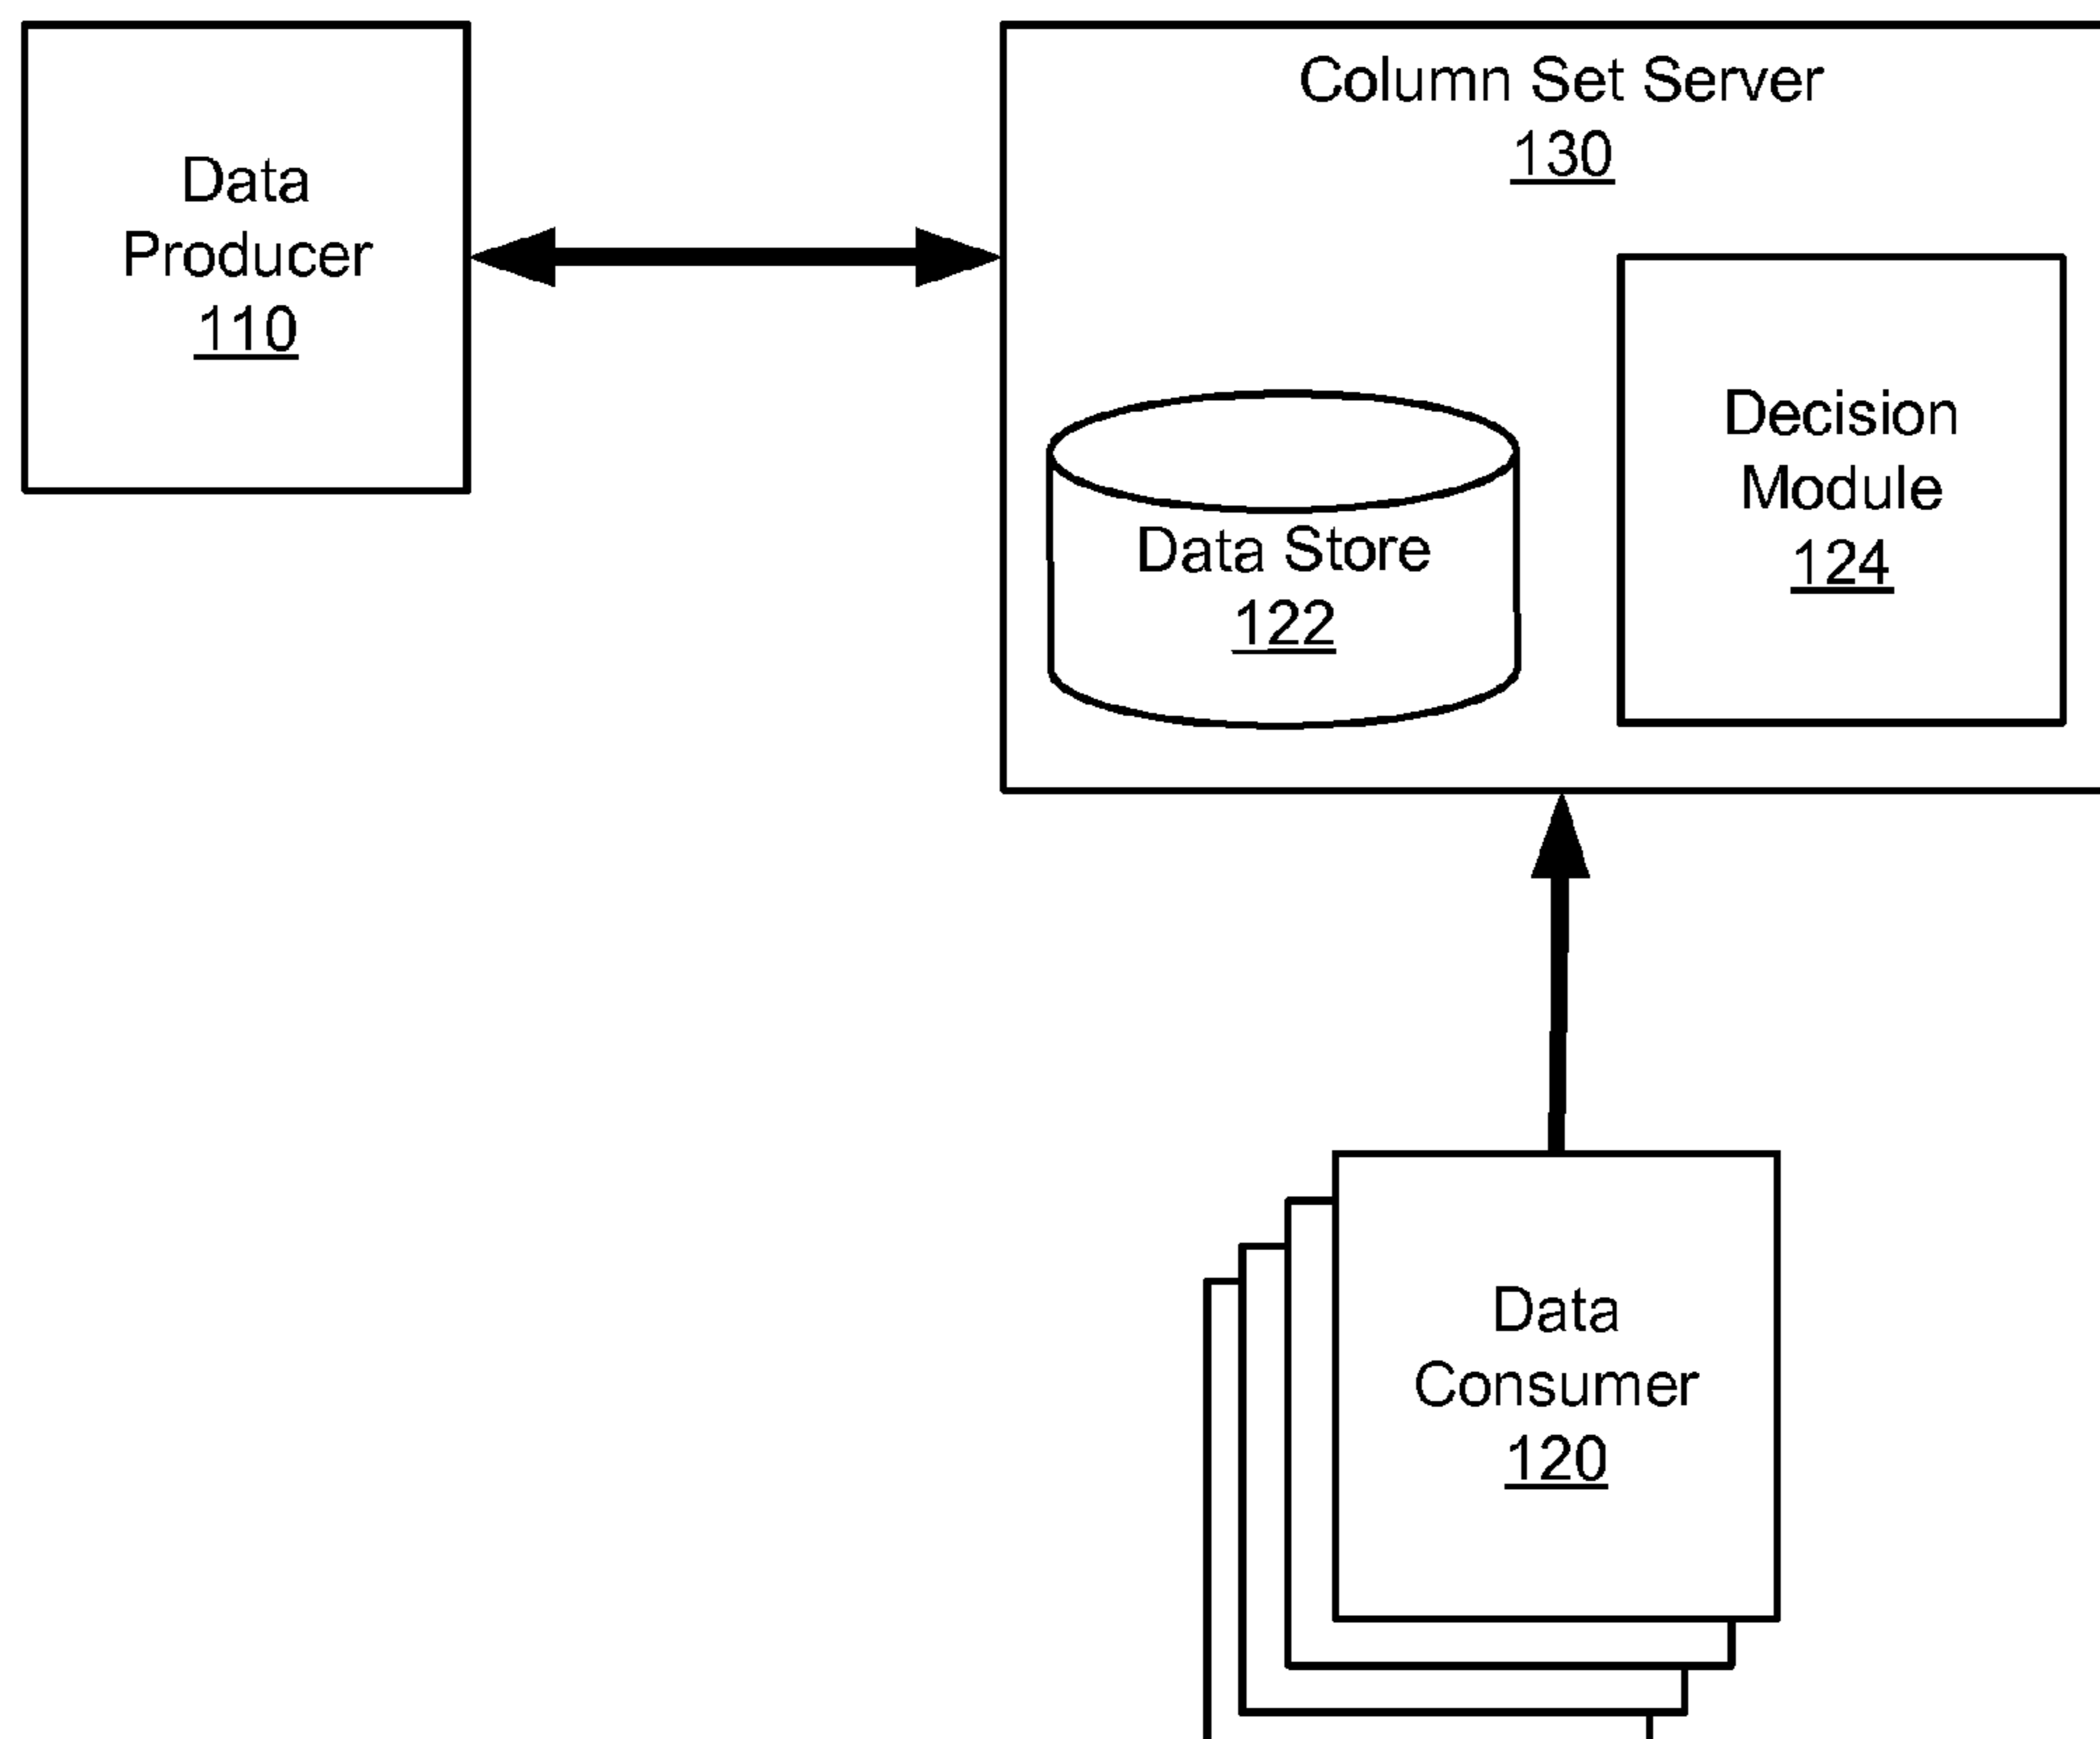 Data
Producer
110
Column Set Server
130
Data Store
122
Decision
Module
124
Data
Consumer
120